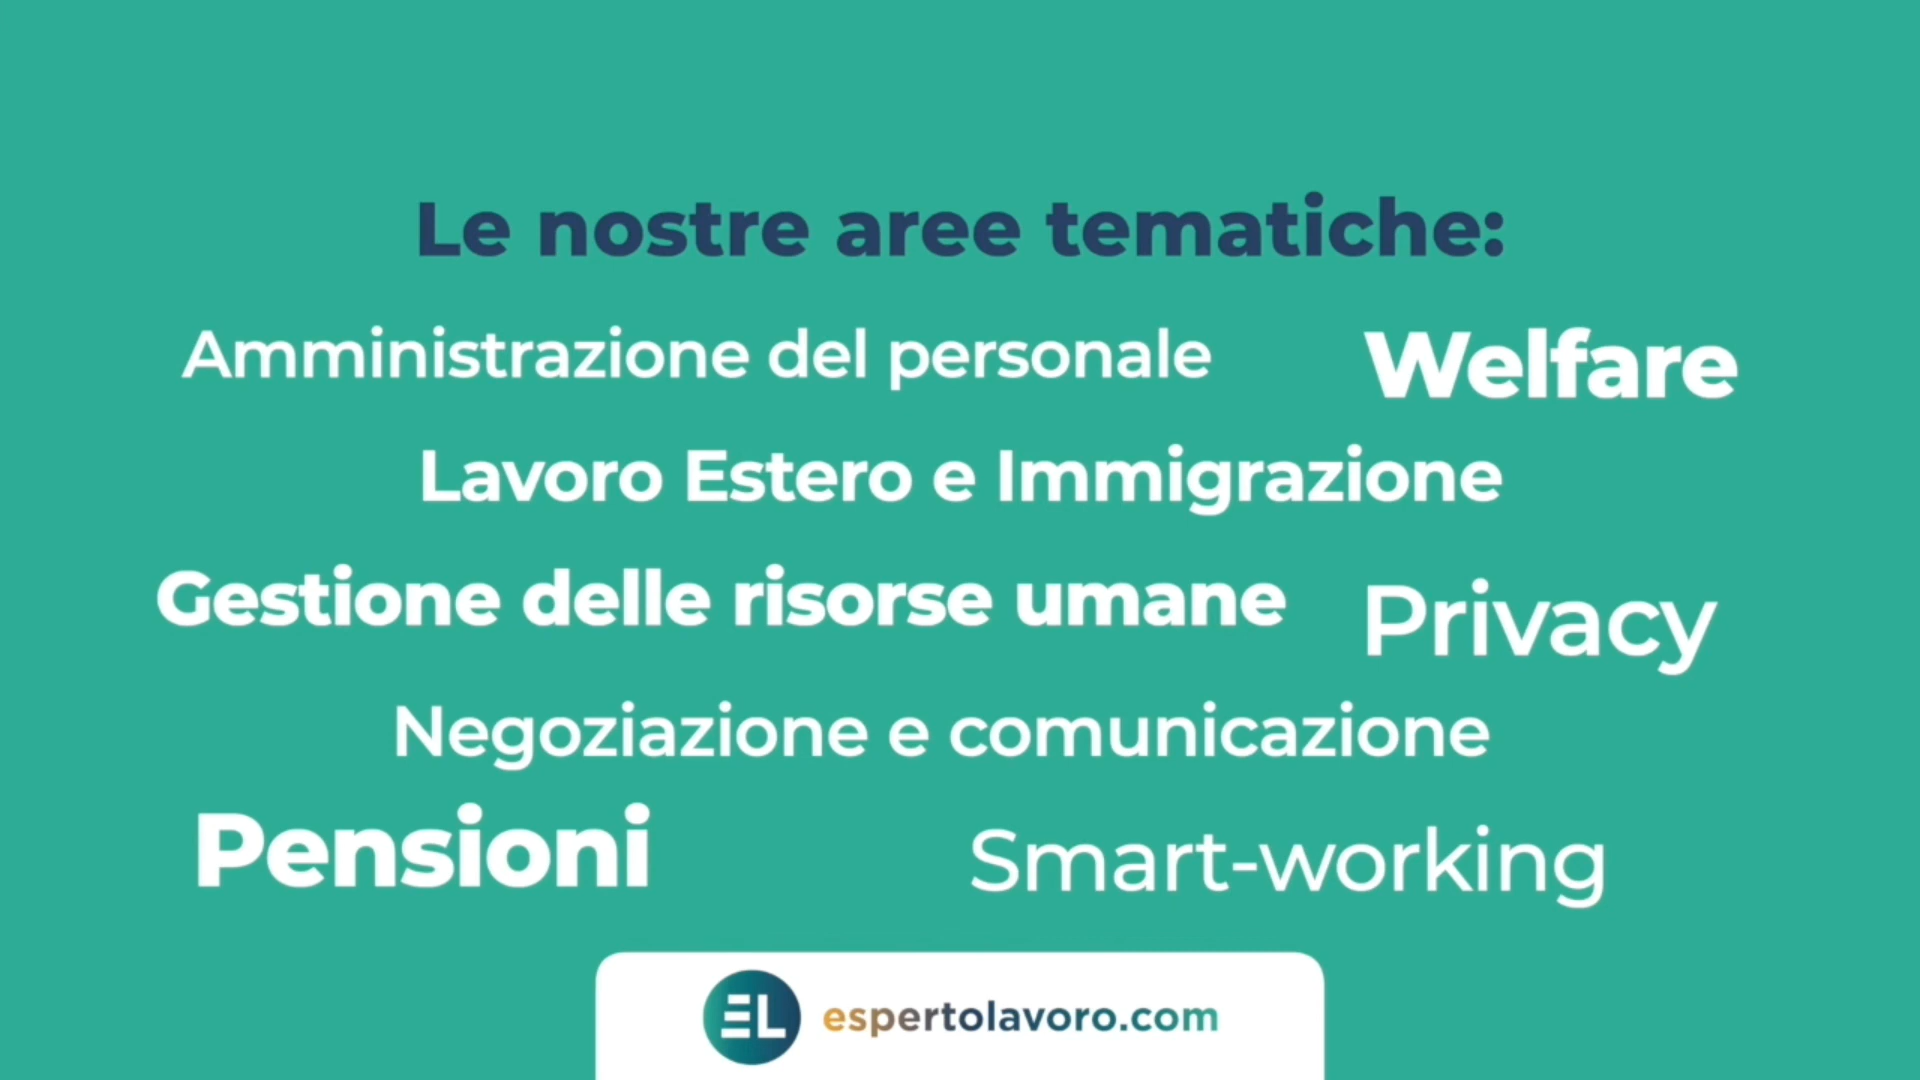 Le nostre aree tematiche:
Amministrazione del personale
Welfare
Lavoro Estero e Immigrazione
Gestione delle risorse umane
Privacy
Negoziazione e comunicazione
Pensioni
Smart-working
EL espertolavoro.com